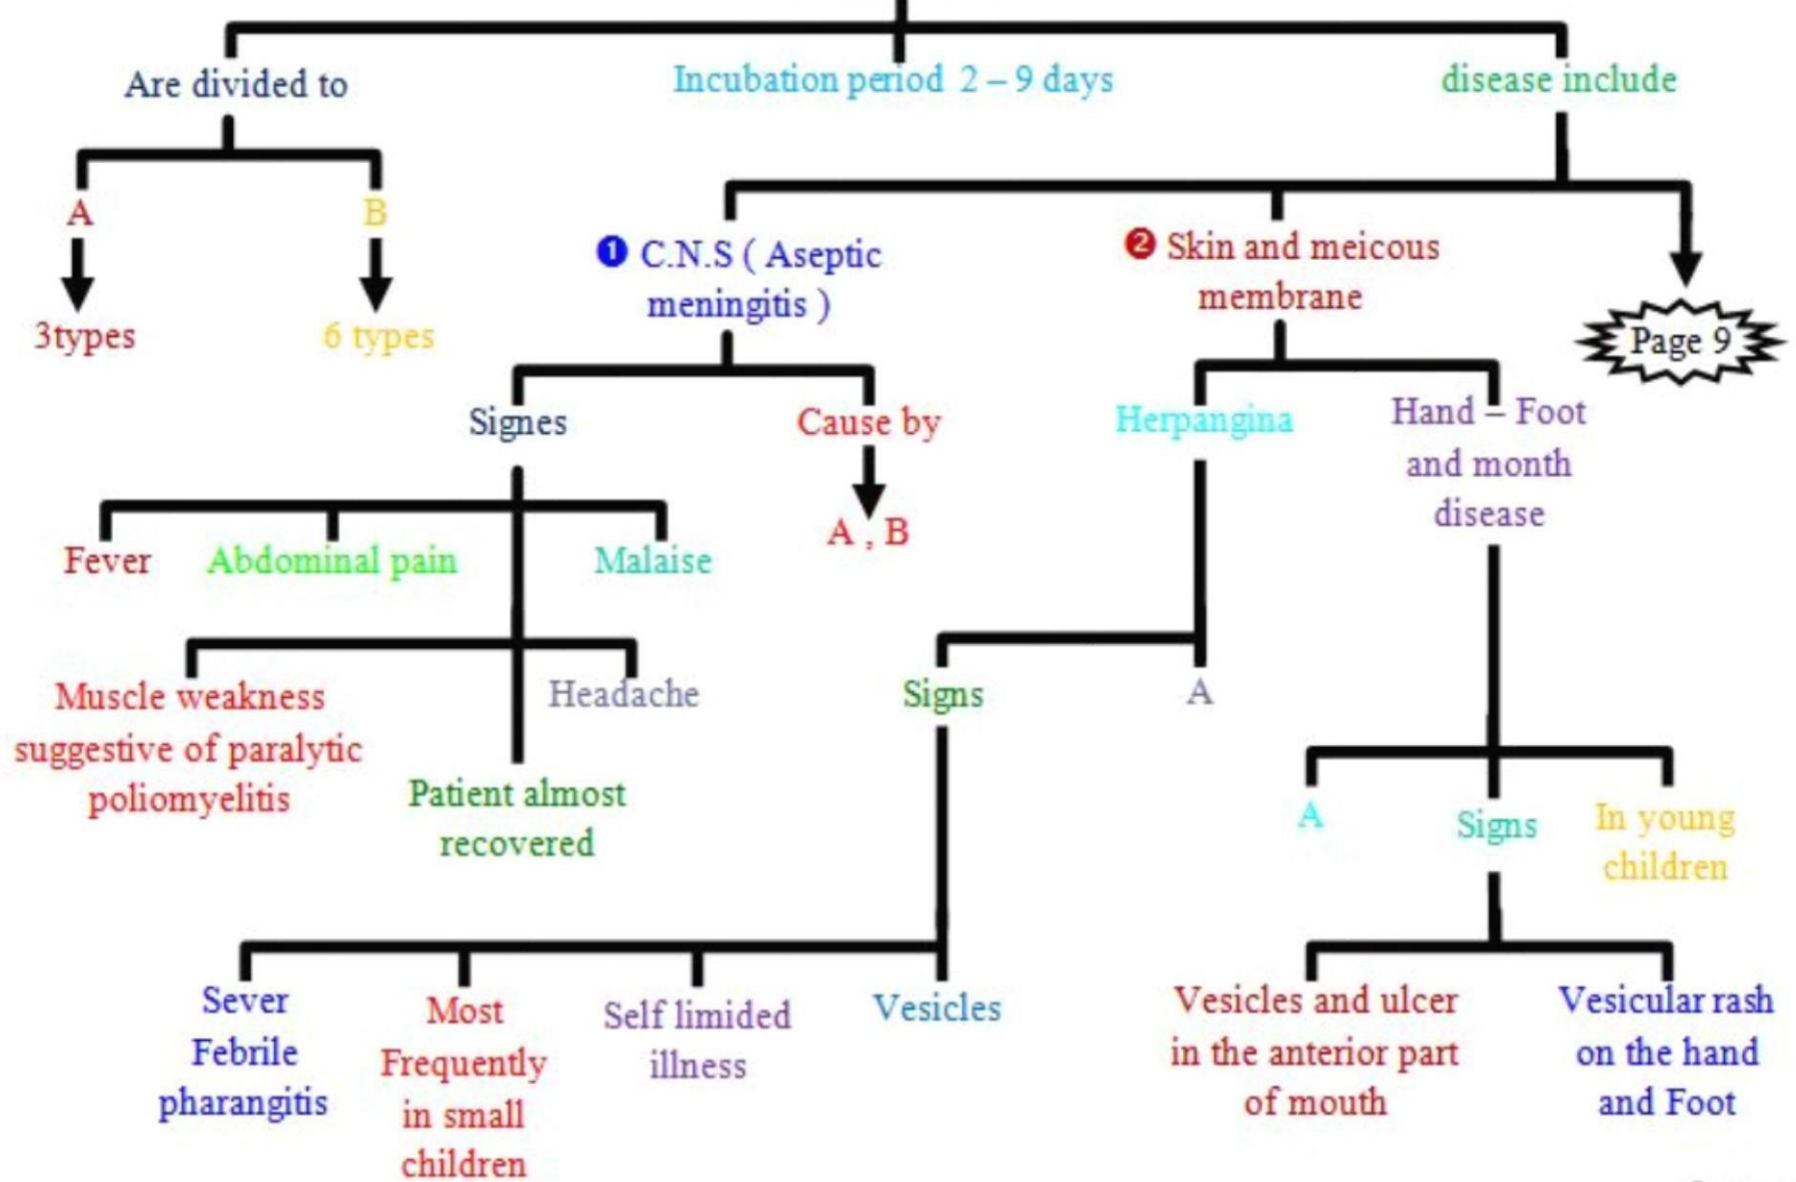 Are divided to
Incubation period 2 – 9 days
disease include
A
B
3types
6 types
❶ C.N.S ( Aseptic
meningitis )
❷ Skin and meicous
membrane
Page 9
Signes
Cause by
A , B
Herpangina
Hand – Foot
and month
disease
Fever
Abdominal pain
Malaise
Muscle weakness
suggestive of paralytic
poliomyelitis
Headache
Patient almost
recovered
Signs
A
A
Signs
In young
children
Sever
Febrile
pharangitis
Most
Frequently
in small
children
Self limided
illness
Vesicles
Vesicles and ulcer
in the anterior part
of mouth
Vesicular rash
on the hand
and Foot